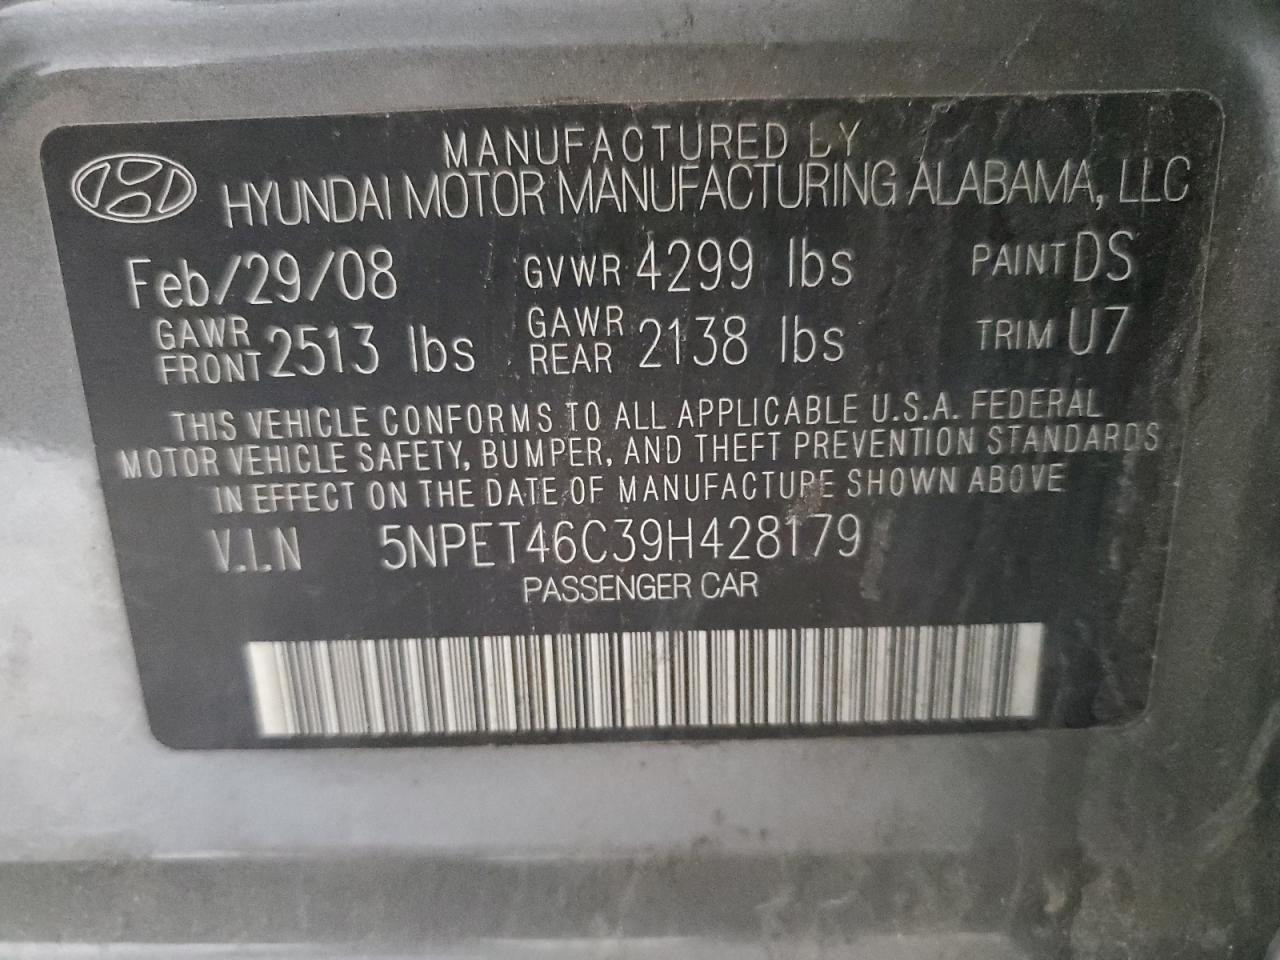 MANUFACTURED BY
HYUNDAI MOTOR MANUFACTURING ALABAMA, LLC
Feb/29/08 GVWR 4299 lbs PAINT DS
GAWR FRONT 2513 lbs GAWR REAR 2138 lbs TRIM U7
THIS VEHICLE CONFORMS TO ALL APPLICABLE U.S.A. FEDERAL
MOTOR VEHICLE SAFETY, BUMPER, AND THEFT PREVENTION STANDARDS
IN EFFECT ON THE DATE OF MANUFACTURE SHOWN ABOVE
V.I.N 5NPET46C39H428179
PASSENGER CAR